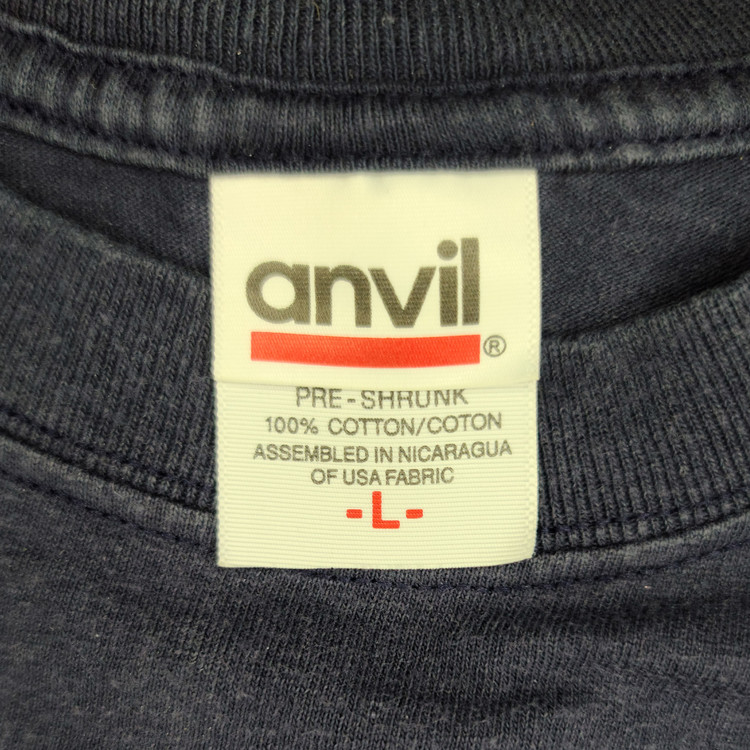 anvil®
PRE-SHRUNK
100% COTTON/COTON
ASSEMBLED IN NICARAGUA
OF USA FABRIC
-L-